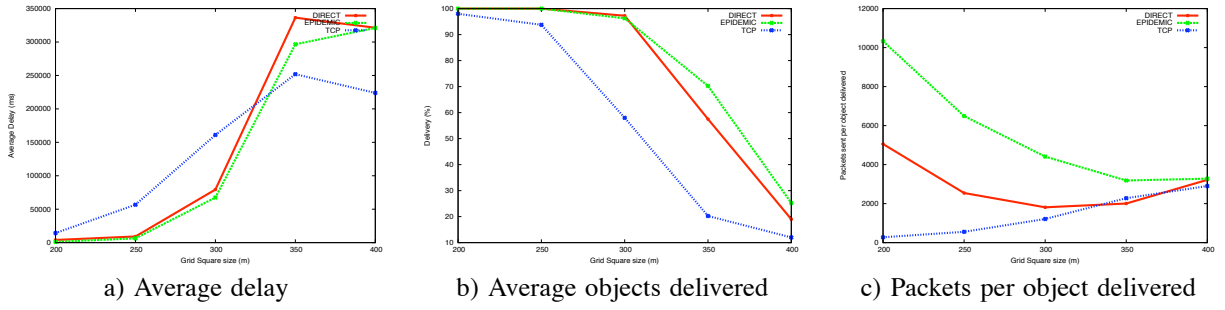 350000
300000
250000
200000
150000
100000
50000
0
200
250
300
350
400
Average Delay (ms)
Grid Square size (m)
DIRECT
EPIDEMIC
TCP
a) Average delay
100
90
80
70
60
50
40
30
20
10
200
250
300
350
400
Delivery (%)
Grid Square size (m)
DIRECT
EPIDEMIC
TCP
b) Average objects delivered
12000
10000
8000
6000
4000
2000
0
200
250
300
350
400
Packets sent per object delivered
Grid Square size (m)
DIRECT
EPIDEMIC
TCP
c) Packets per object delivered